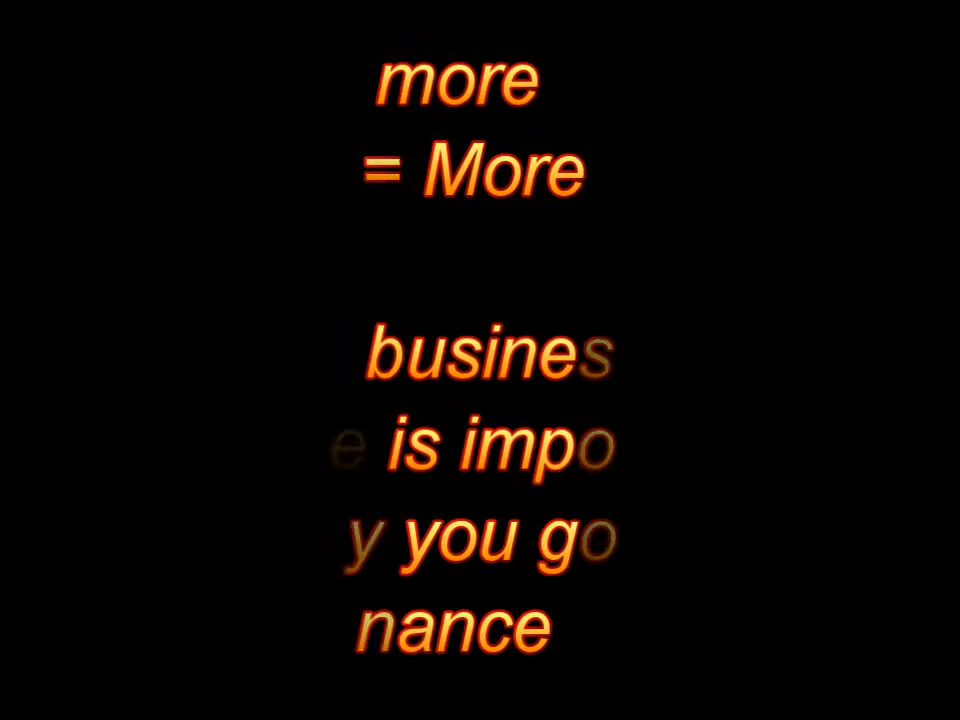 more
= More
busines
e is impo
y you go
nance